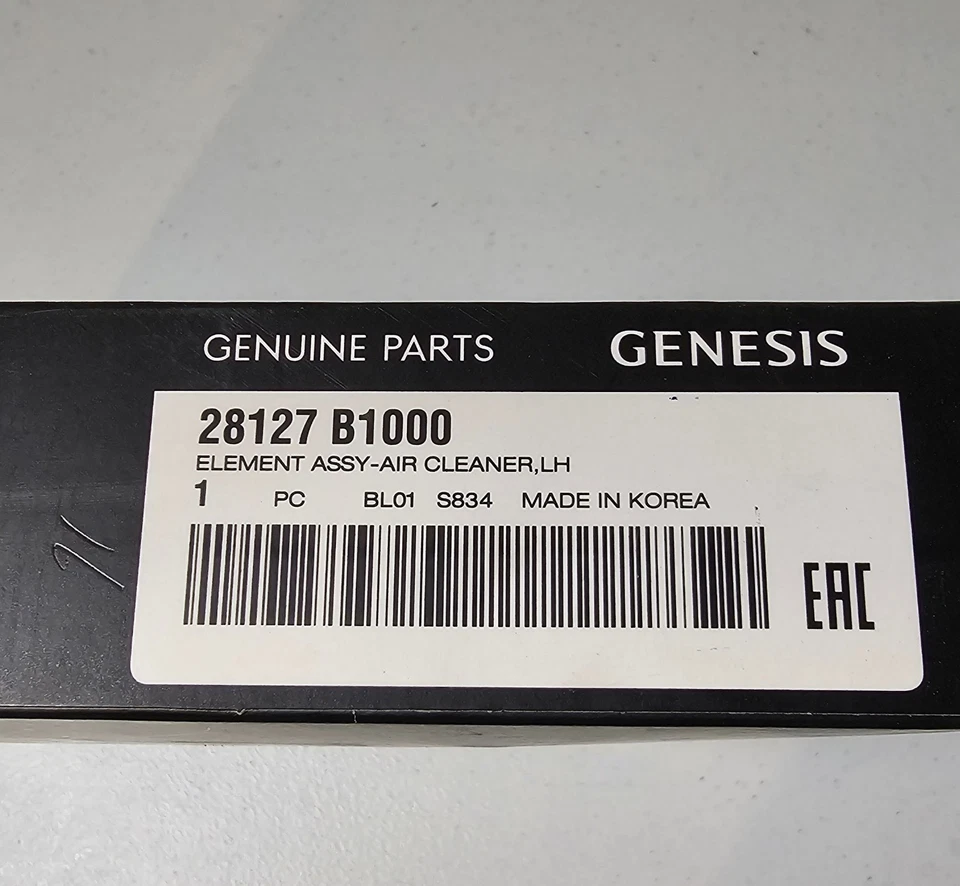 GENUINE PARTS GENESIS
28127 B1000
ELEMENT ASSY-AIR CLEANER,LH
1 PC BL01 S834 MADE IN KOREA
EAC